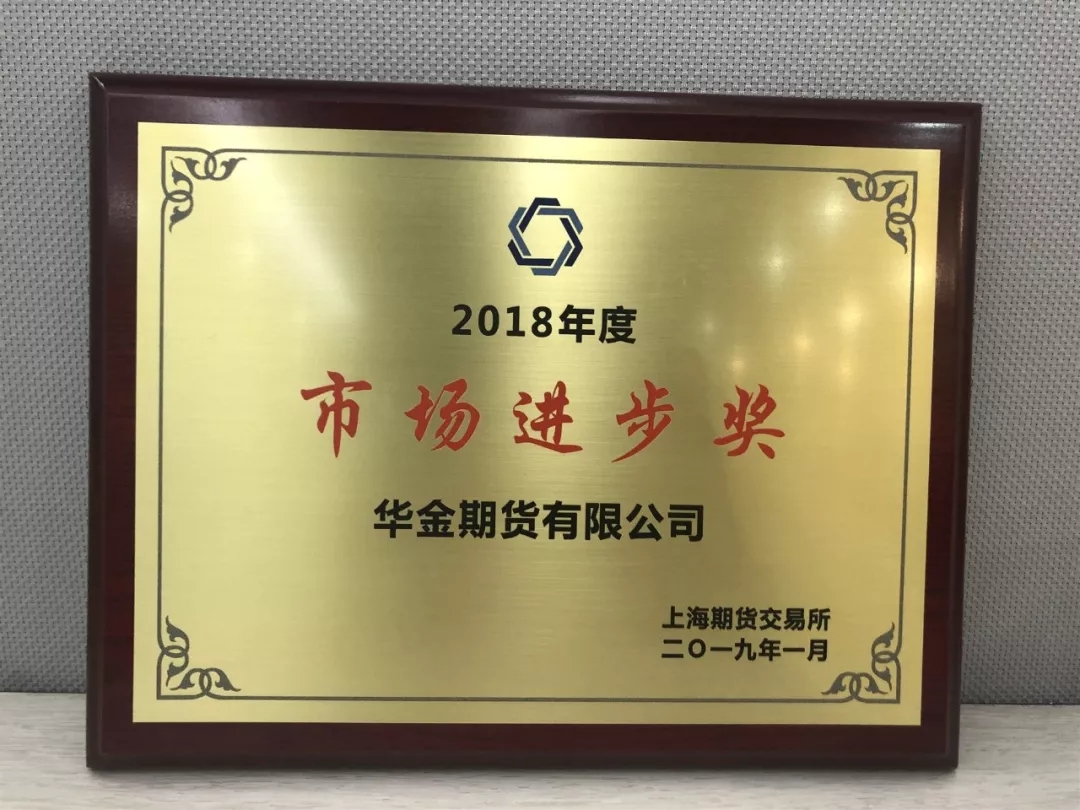 2018年度
市场进步奖
华金期货有限公司
上海期货交易所
二〇一九年一月